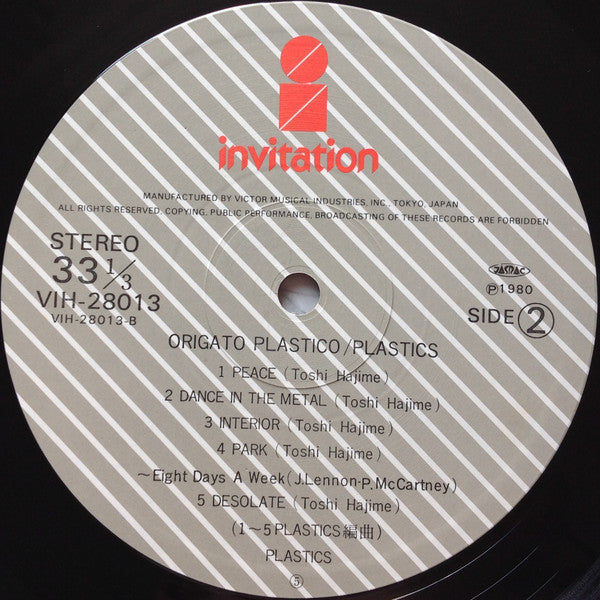 invitation
MANUFACTURED BY VICTOR MUSICAL INDUSTRIES, INC., TOKYO, JAPAN
ALL RIGHTS RESERVED. COPYING. PUBLIC PERFORMANCE. BROADCASTING OF THESE RECORDS ARE FORBIDDEN
STEREO
33 1/3
VIH-28013
VIH-28013-B
JASRAC
Ⓟ1980
SIDE ②
ORIGATO PLASTICO/PLASTICS
1 PEACE (Toshi Hajime)
2 DANCE IN THE METAL (Toshi Hajime)
3 INTERIOR (Toshi Hajime)
4 PARK (Toshi Hajime)
~Eight Days A Week(J.Lennon-P.McCartney)
5 DESOLATE (Toshi Hajime)
(1~5 PLASTICS編曲)
PLASTICS
⑤